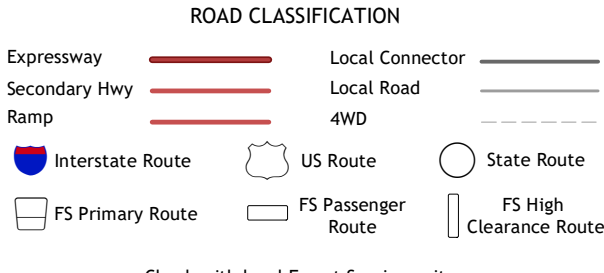 ROAD CLASSIFICATION
Expressway
Local Connector
Secondary Hwy
Local Road
Ramp
4WD
Interstate Route
US Route
State Route
FS Primary Route
FS Passenger
Route
FS High
Clearance Route